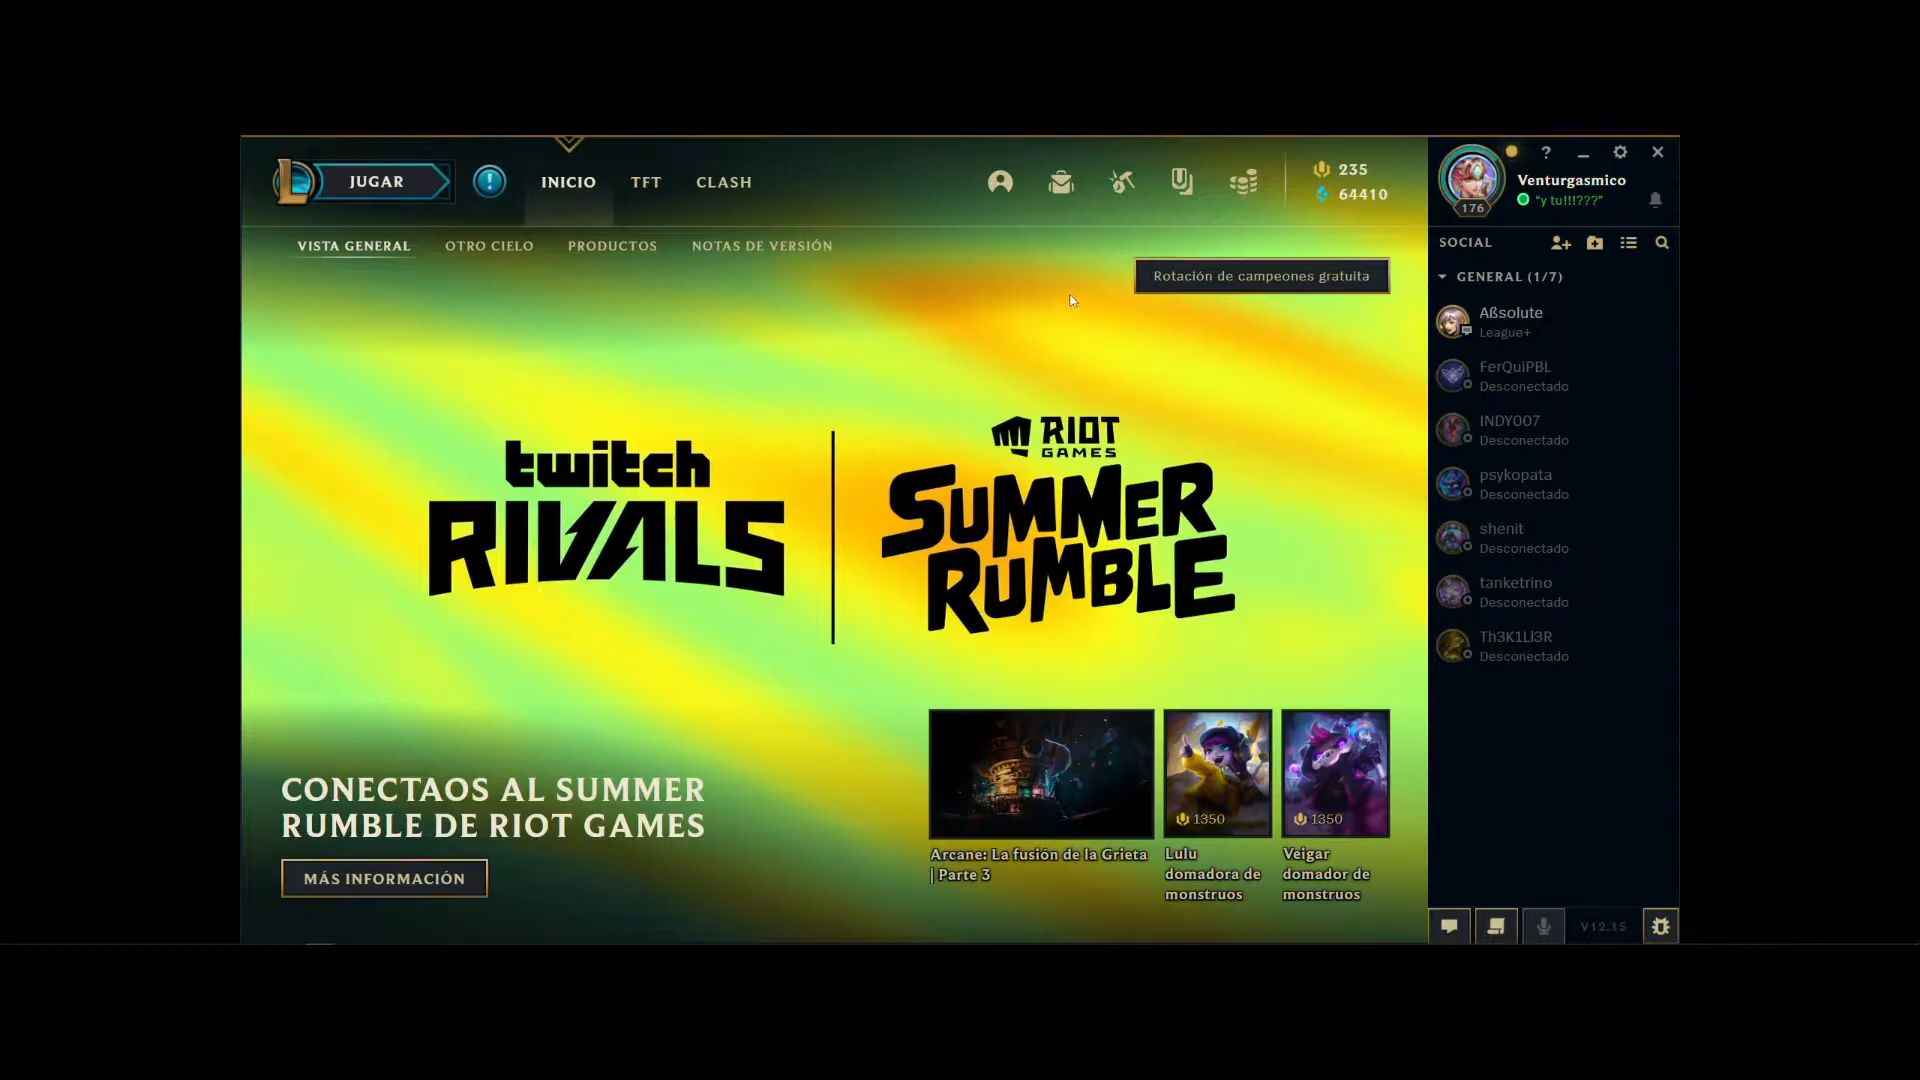 JUGAR
INICIO
TFT
CLASH
235
64410
VISTA GENERAL
OTRO CIELO
PRODUCTOS
NOTAS DE VERSIÓN
Rotación de campeones gratuita
twitch
RIVALS
RIOT
GAMES
SUMMER
RUMBLE
CONECTAOS AL SUMMER
RUMBLE DE RIOT GAMES
MÁS INFORMACIÓN
Arcane: La fusión de la Grieta
| Parte 3
1350
Lulu
domadora de
monstruos
1350
Veigar
domador de
monstruos
176
Venturgasmico
"y tu!!!???"
SOCIAL
GENERAL (1/7)
Aßsolute
League+
FerQuiPBL
Desconectado
INDY007
Desconectado
psykopata
Desconectado
shenit
Desconectado
tanketrino
Desconectado
Th3K1Ll3R
Desconectado
V12.15